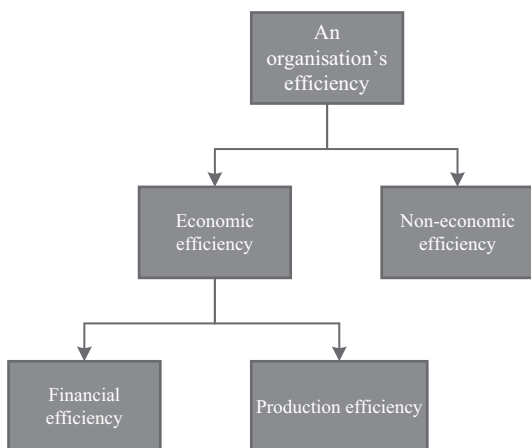 An
organisation’s
efficiency
Economic
efficiency
Non-economic
efficiency
Financial
efficiency
Production efficiency